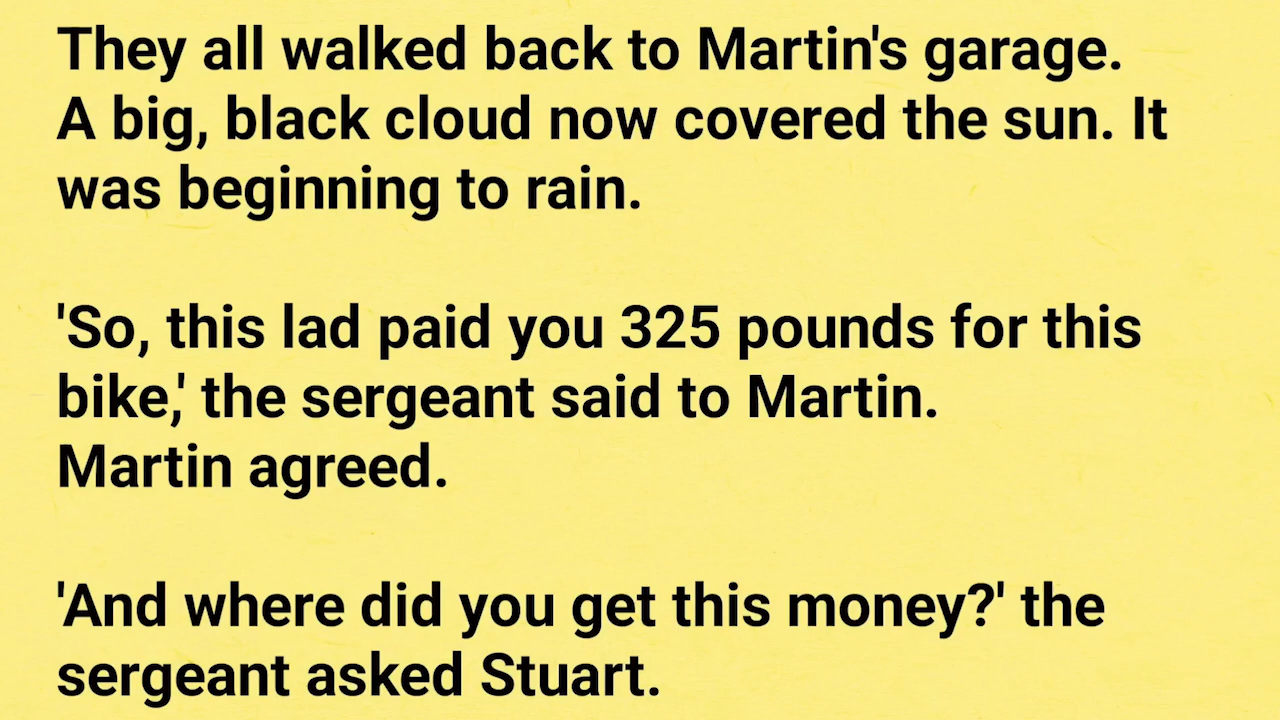 They all walked back to Martin's garage.
A big, black cloud now covered the sun. It
was beginning to rain.
'So, this lad paid you 325 pounds for this
bike,' the sergeant said to Martin.
Martin agreed.
'And where did you get this money?' the
sergeant asked Stuart.